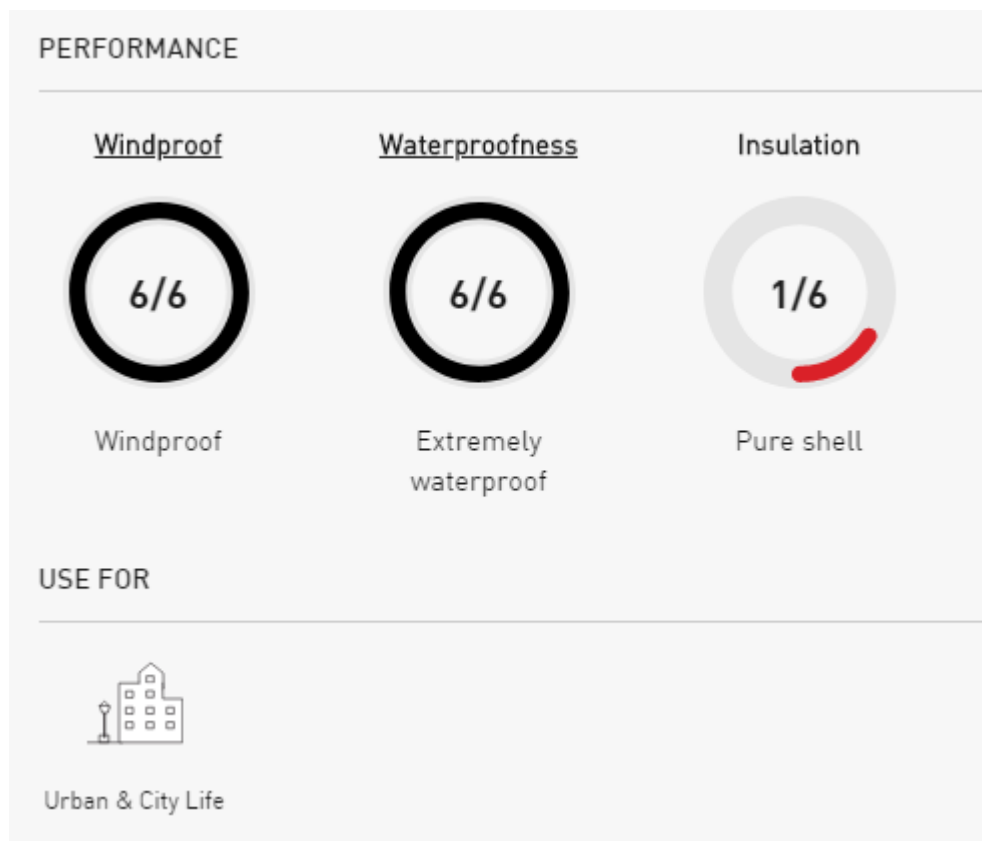 PERFORMANCE
Windproof
Waterproofness
Insulation
6/6
6/6
1/6
Windproof
Extremely
waterproof
Pure shell
USE FOR
Urban & City Life